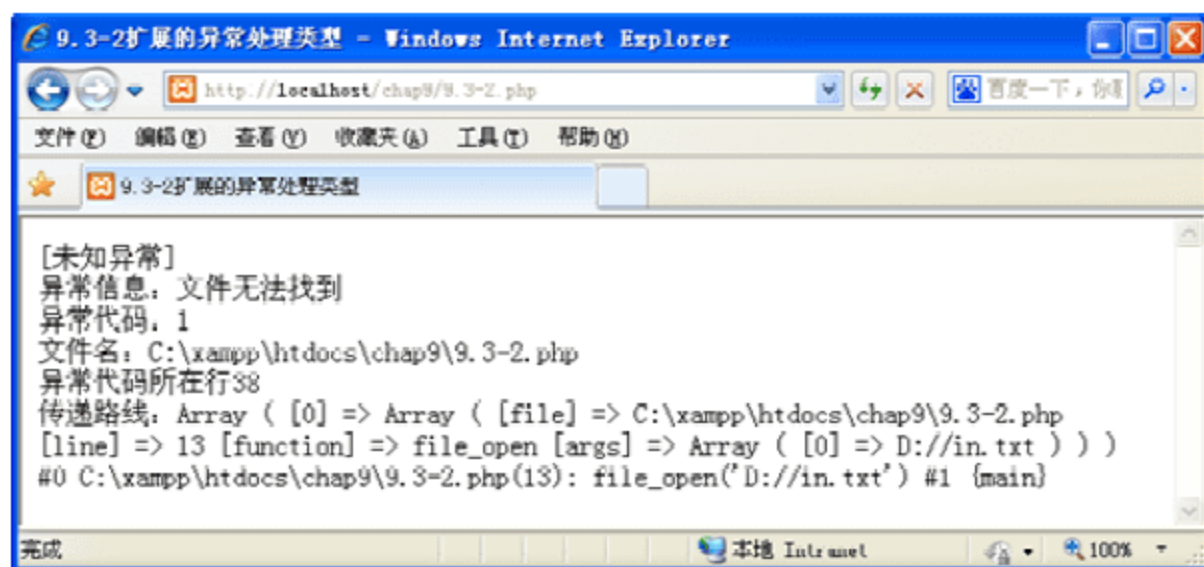 9.3-2扩展的异常处理类型 - Windows Internet Explorer
http://localhost/chap9/9.3-2.php
百度一下，你
文件(F) 编辑(E) 查看(V) 收藏夹(A) 工具(T) 帮助(H)
9.3-2扩展的异常处理类型
[未知异常]
异常信息：文件无法找到
异常代码：1
文件名：C:\xampp\htdocs\chap9\9.3-2.php
异常代码所在行38
传递路线：Array ( [0] => Array ( [file] => C:\xampp\htdocs\chap9\9.3-2.php
[line] => 13 [function] => file_open [args] => Array ( [0] => D://in.txt ) ) )
#0 C:\xampp\htdocs\chap9\9.3-2.php(13): file_open('D://in.txt') #1 {main}
完成 本地 Intranet 100%